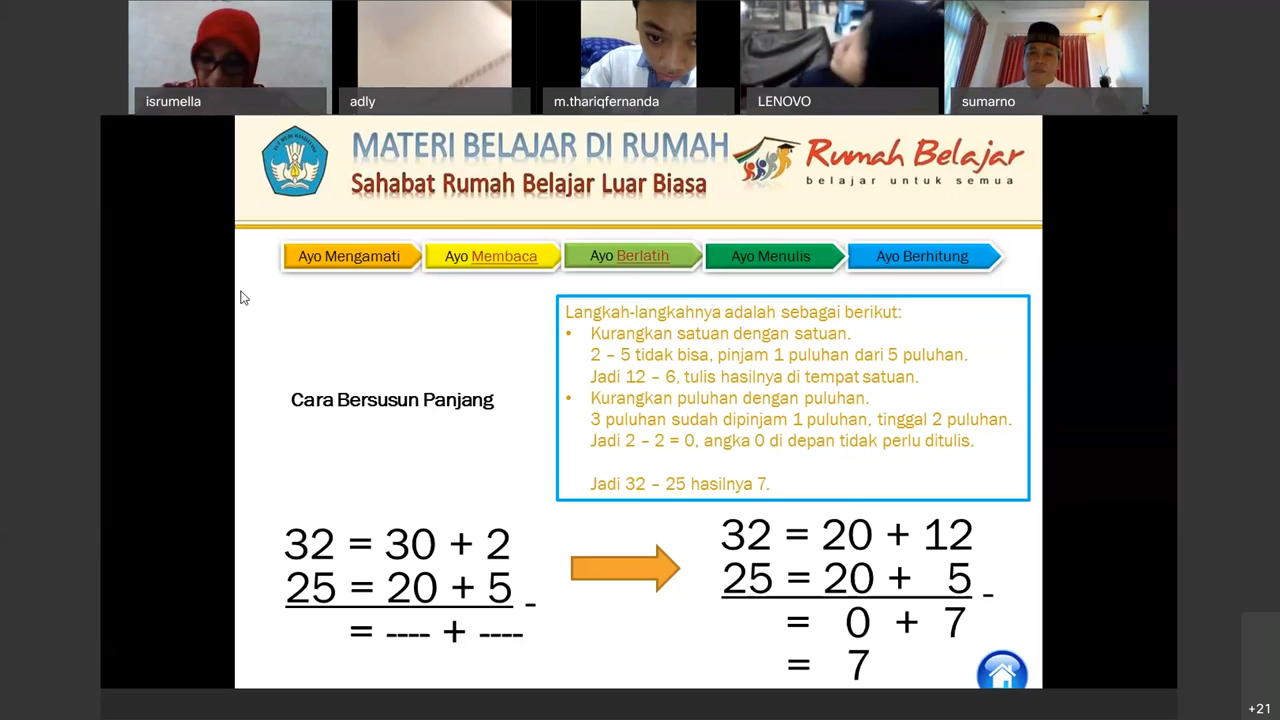 isrumella
adly
m.thariqfernanda
LENOVO
sumarno
MATERI BELAJAR DI RUMAH
Sahabat Rumah Belajar Luar Biasa
Rumah Belajar
belajar untuk semua
Ayo Mengamati
Ayo Membaca
Ayo Berlatih
Ayo Menulis
Ayo Berhitung
Langkah-langkahnya adalah sebagai berikut:
• Kurangkan satuan dengan satuan.
2 – 5 tidak bisa, pinjam 1 puluhan dari 5 puluhan.
Jadi 12 – 6, tulis hasilnya di tempat satuan.
• Kurangkan puluhan dengan puluhan.
3 puluhan sudah dipinjam 1 puluhan, tinggal 2 puluhan.
Jadi 2 – 2 = 0, angka 0 di depan tidak perlu ditulis.
Jadi 32 – 25 hasilnya 7.
Cara Bersusun Panjang
32 = 30 + 2
25 = 20 + 5 -
= ---- + ----
32 = 20 + 12
25 = 20 + 5 -
= 0 + 7
= 7
+21